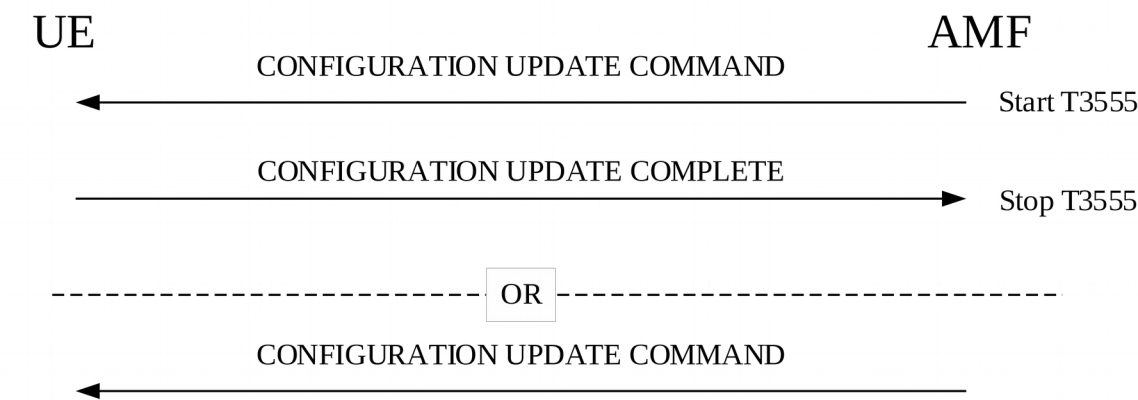 UE
AMF
CONFIGURATION UPDATE COMMAND
Start T3555
CONFIGURATION UPDATE COMPLETE
Stop T3555
OR
CONFIGURATION UPDATE COMMAND